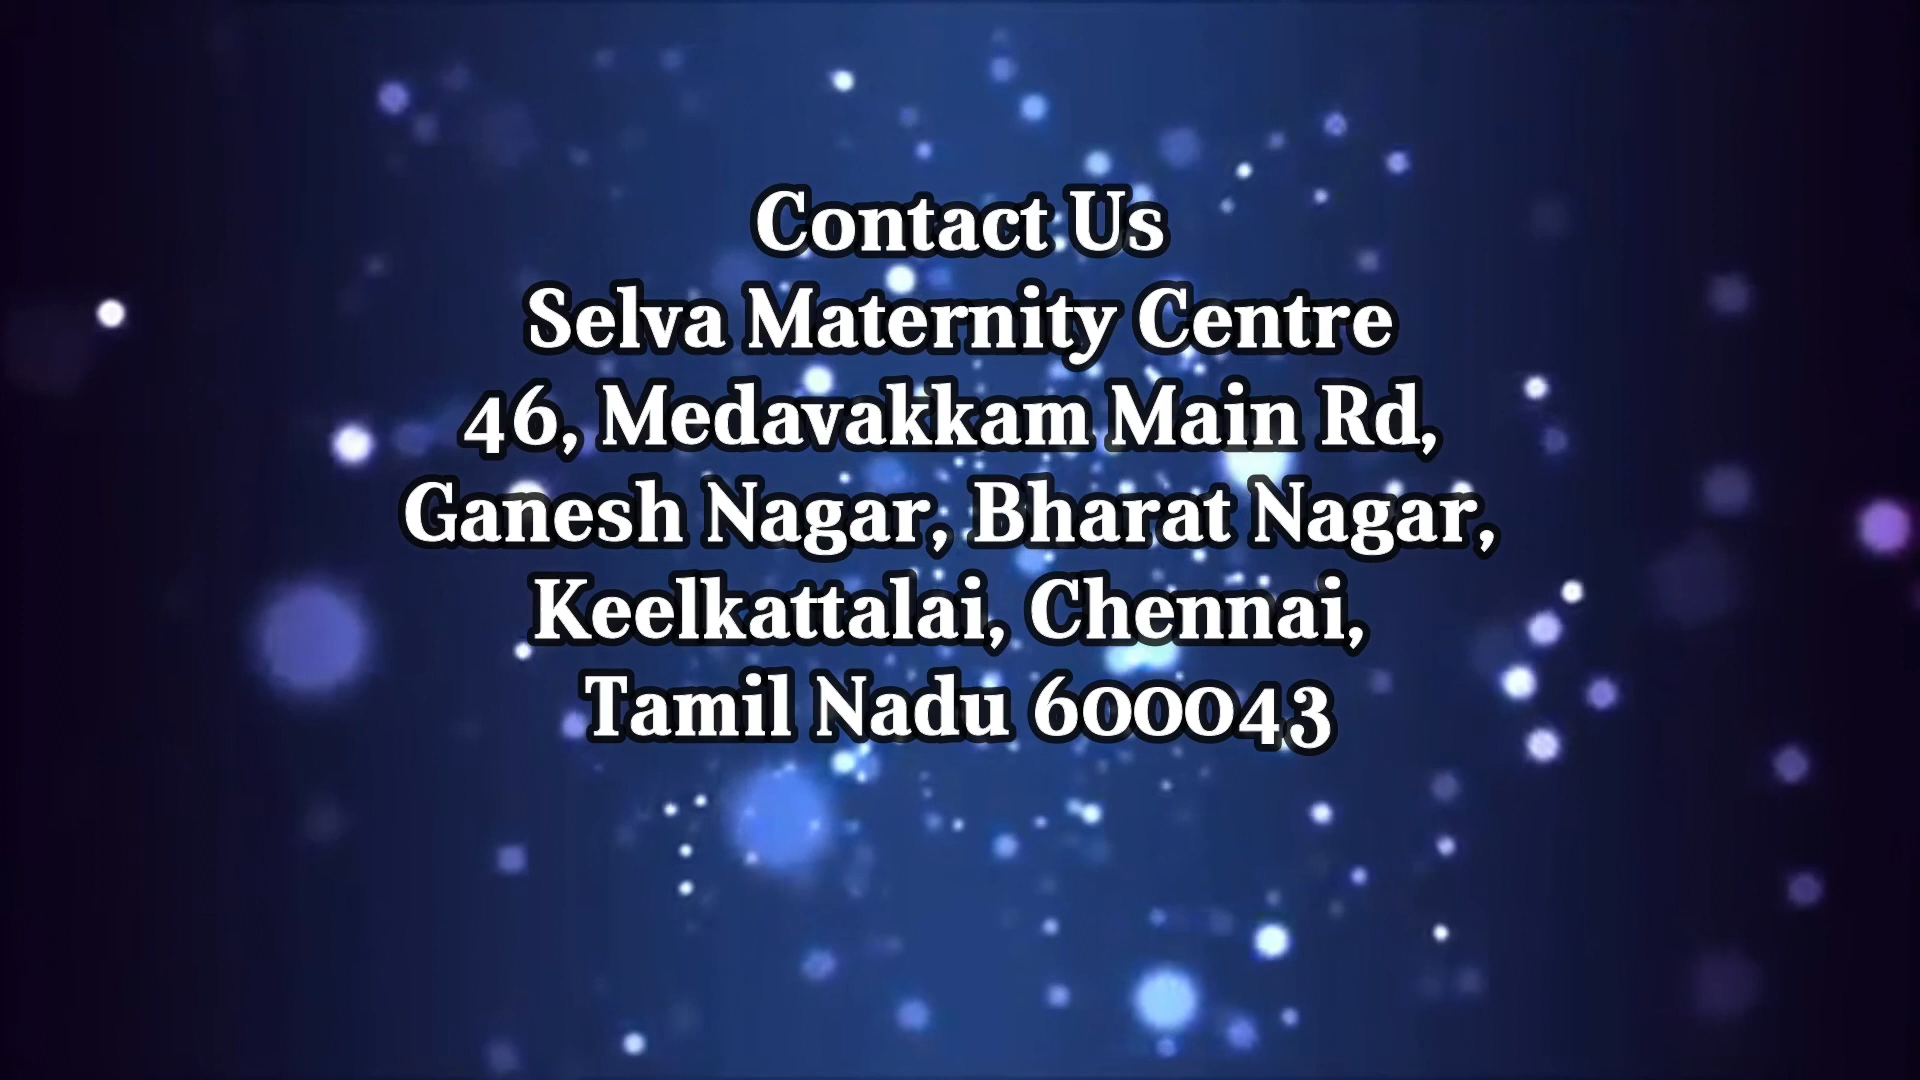 Contact Us
Selva Maternity Centre
46, Medavakkam Main Rd,
Ganesh Nagar, Bharat Nagar,
Keelkattalai, Chennai,
Tamil Nadu 600043